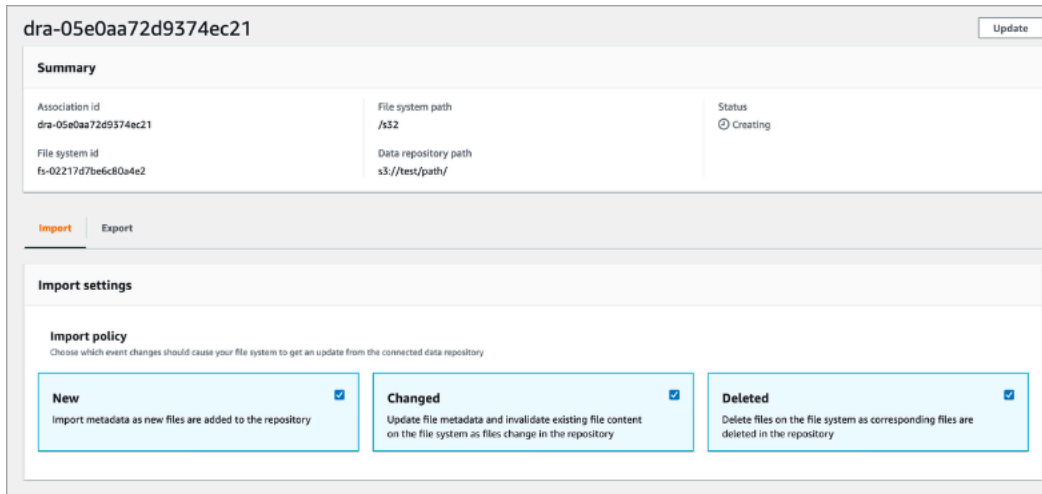 dra-05e0aa72d9374ec21
Update
Summary
Association id
dra-05e0aa72d9374ec21
File system id
fs-02217d7be6c80a4e2
File system path
/s32
Data repository path
s3://test/path/
Status
Creating
Import
Export
Import settings
Import policy
Choose which event changes should cause your file system to get an update from the connected data repository
New
Import metadata as new files are added to the repository
Changed
Update file metadata and invalidate existing file content
on the file system as files change in the repository
Deleted
Delete files on the file system as corresponding files are
deleted in the repository